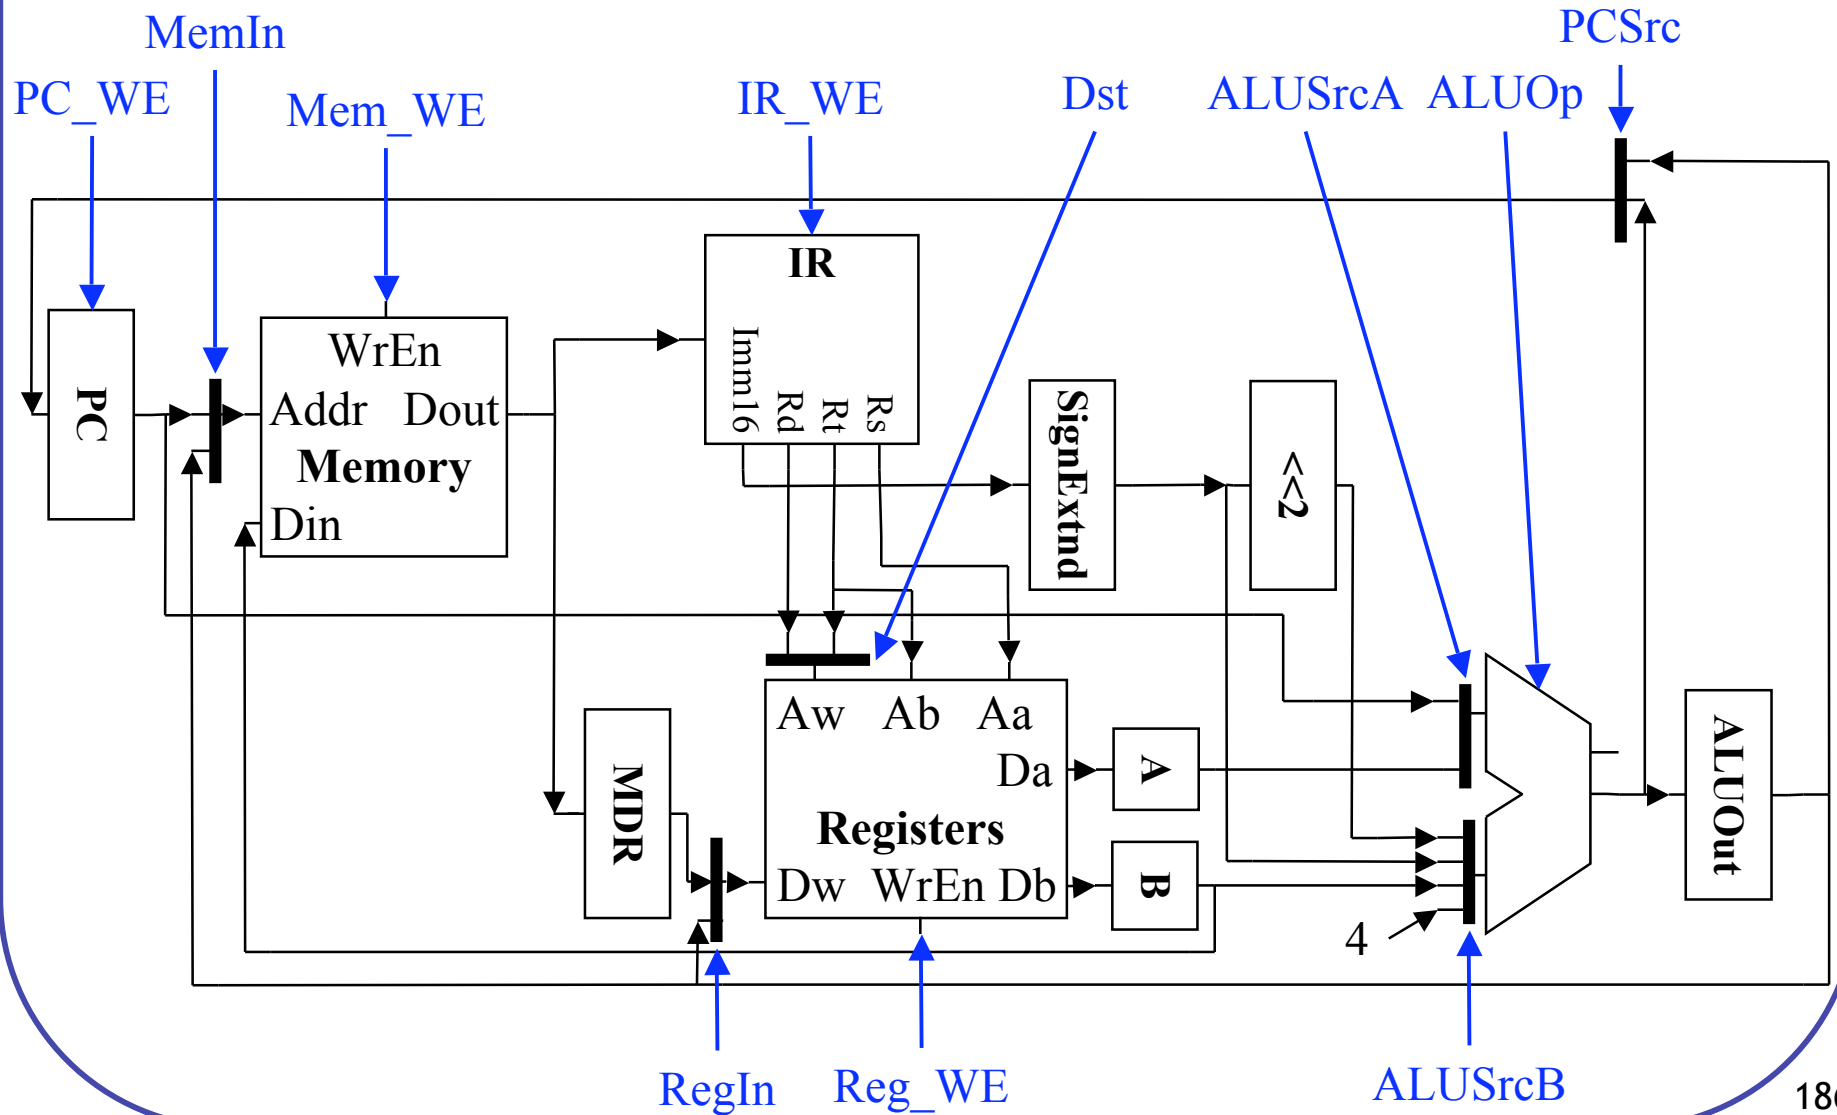 MemIn
PCSrc
PC_WE
Mem_WE
IR_WE
Dst
ALUSrcA
ALUOp
IR
Imm16
Rd
Rt
Rs
PC
WrEn
Addr Dout
Memory
Din
SignExtnd
<<2
Aw Ab Aa
Da
Registers
Dw WrEn Db
MDR
A
B
4
ALUOut
RegIn
Reg_WE
ALUSrcB